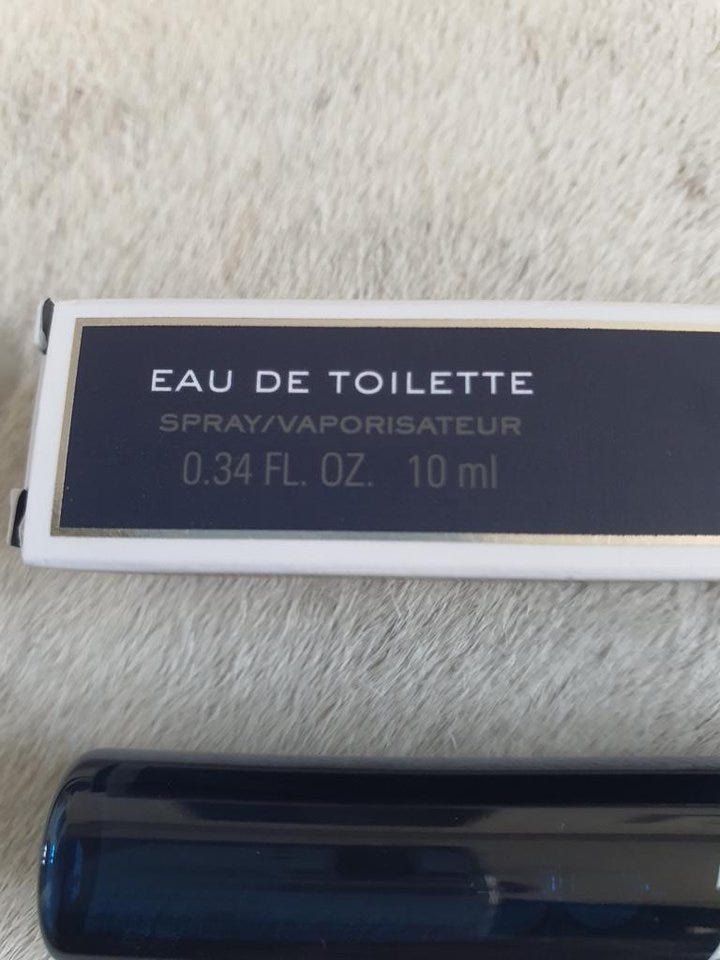 EAU DE TOILETTE
SPRAY/VAPORISATEUR
0.34 FL. OZ. 10 ml